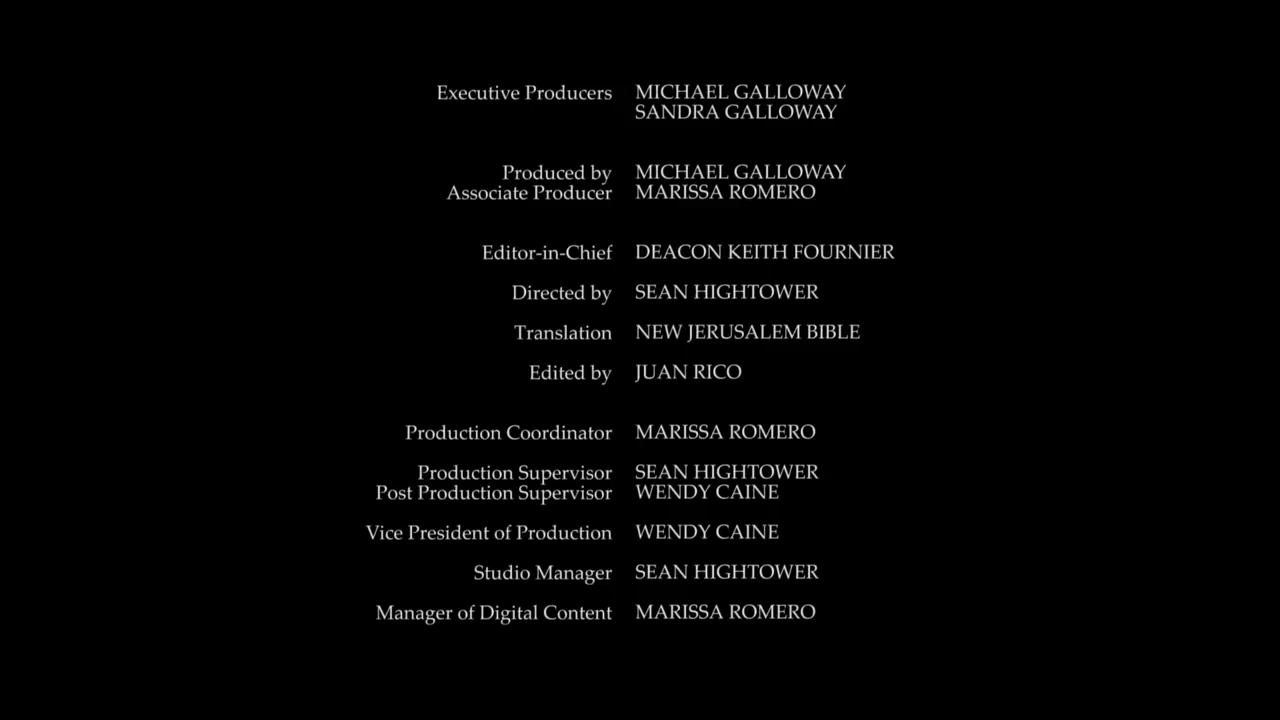 Executive Producers MICHAEL GALLOWAY
SANDRA GALLOWAY
Produced by MICHAEL GALLOWAY
Associate Producer MARISSA ROMERO
Editor-in-Chief DEACON KEITH FOURNIER
Directed by SEAN HIGHTOWER
Translation NEW JERUSALEM BIBLE
Edited by JUAN RICO
Production Coordinator MARISSA ROMERO
Production Supervisor SEAN HIGHTOWER
Post Production Supervisor WENDY CAINE
Vice President of Production WENDY CAINE
Studio Manager SEAN HIGHTOWER
Manager of Digital Content MARISSA ROMERO